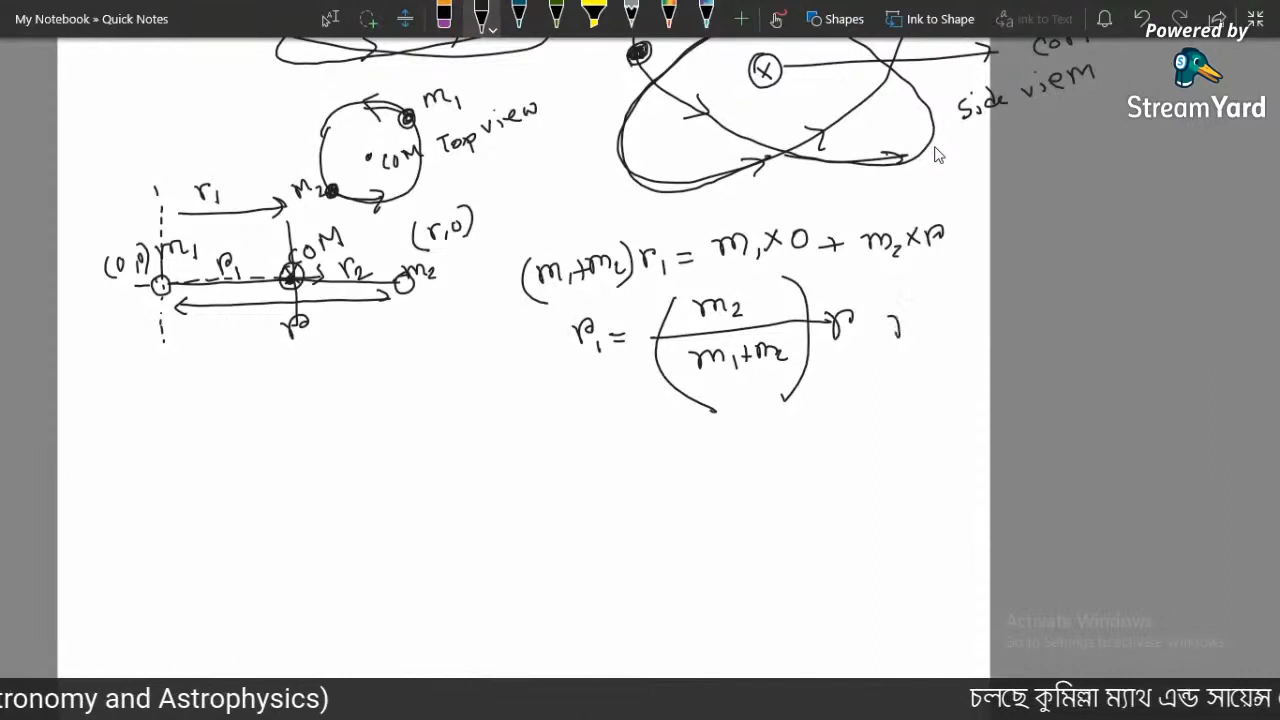 My Notebook » Quick Notes
Shapes
Ink to Shape
Ink to Text
Powered by
StreamYard
com
side viem
m₁
Top view
COM
m₂
r₁
(0,0)
m₁
COM
(r,0)
r₁
r₂
m₂
r
(m₁+m₂)r₁ = m₁×0 + m₂×r
r₁ = (m₂/m₁+m₂) r ,
Activate Windows
Go to Settings to activate Windows.
tronomy and Astrophysics)
চলছে কুমিল্লা ম্যাথ এন্ড সায়েন্স